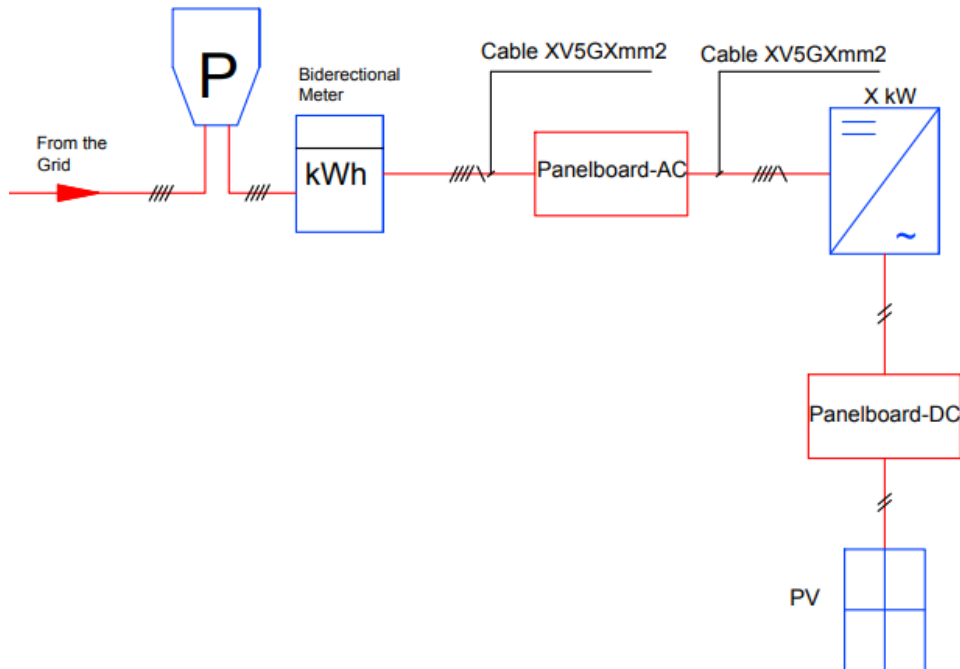 P
Biderectional
Meter
kWh
From the
Grid
Cable XV5GXmm2
Cable XV5GXmm2
X kW
Panelboard-AC
~
Panelboard-DC
PV